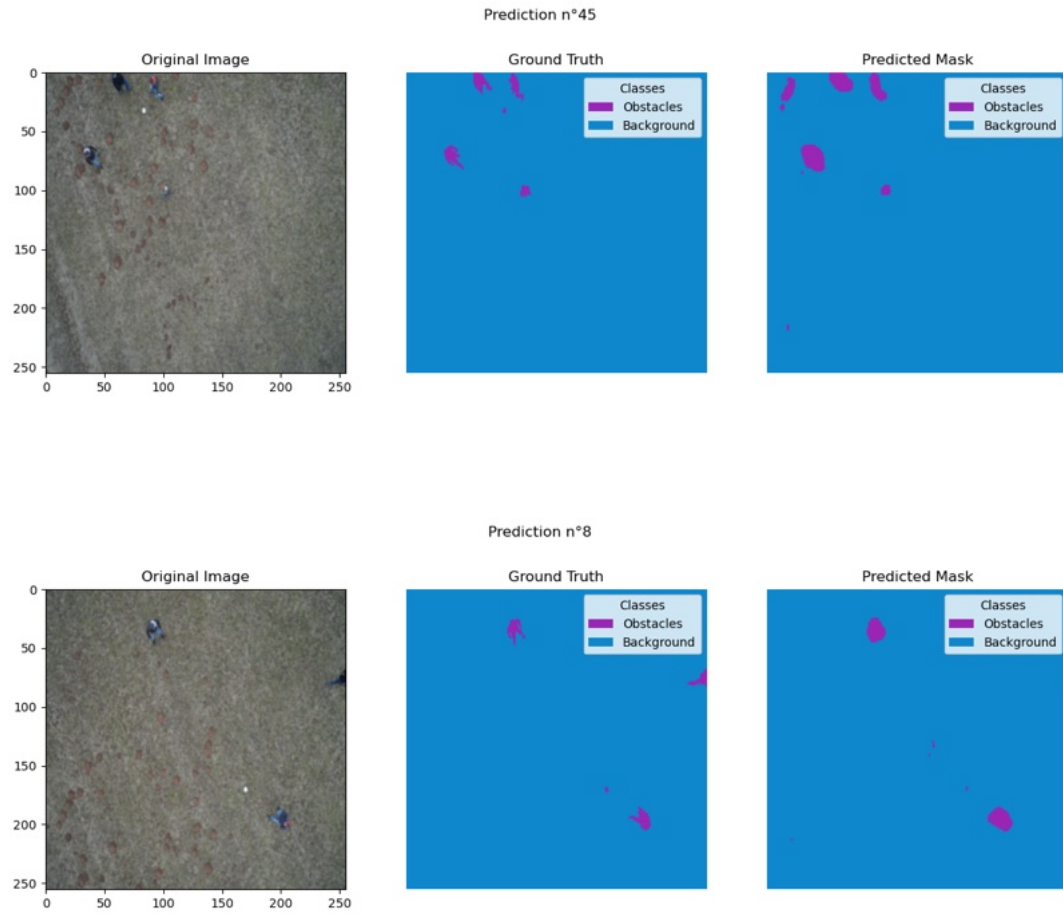 Prediction n°45
Original Image
Ground Truth
Predicted Mask
0
50
100
150
200
250
0 50 100 150 200 250
Classes
Obstacles
Background
Classes
Obstacles
Background
Prediction n°8
Original Image
Ground Truth
Predicted Mask
0
50
100
150
200
250
0 50 100 150 200 250
Classes
Obstacles
Background
Classes
Obstacles
Background